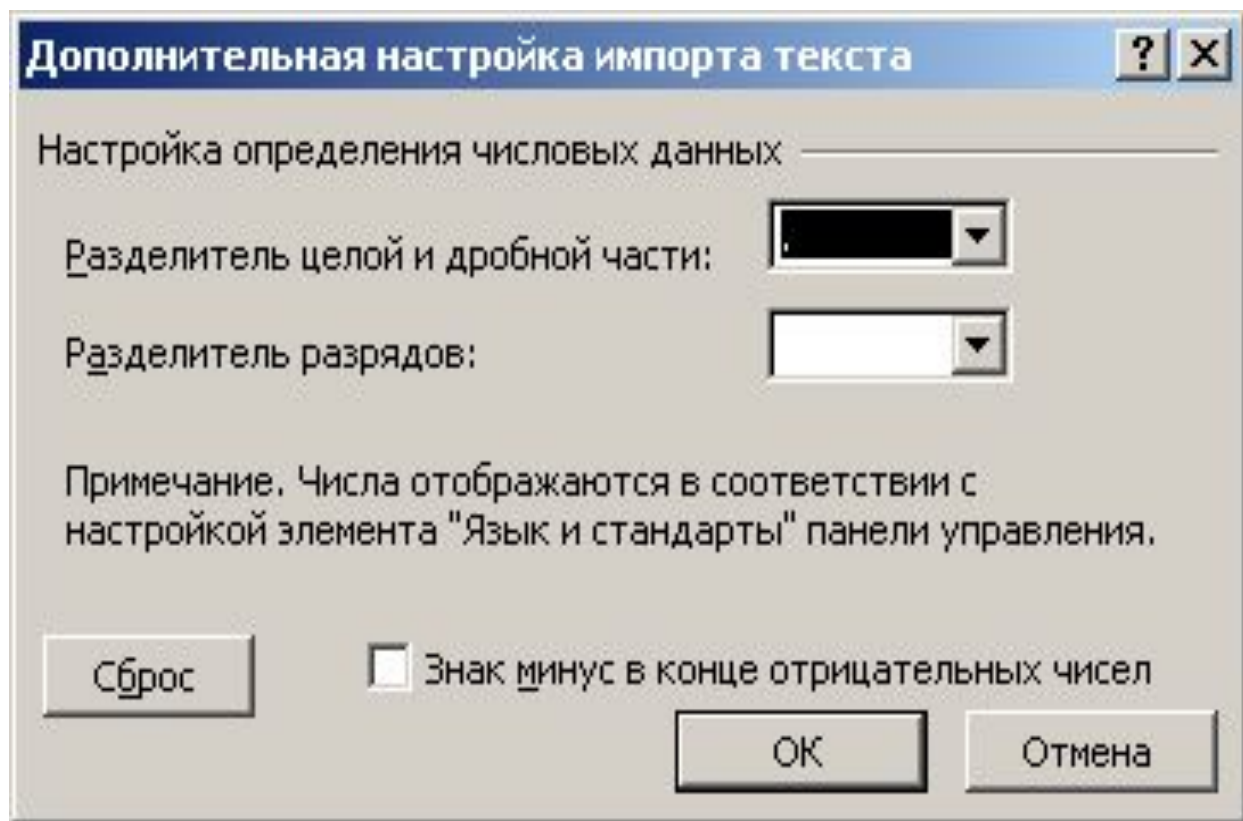 Дополнительная настройка импорта текста
Настройка определения числовых данных
Разделитель целой и дробной части: ,
Разделитель разрядов:
Примечание. Числа отображаются в соответствии с
настройкой элемента "Язык и стандарты" панели управления.
Сброс
Знак минус в конце отрицательных чисел
ОК
Отмена